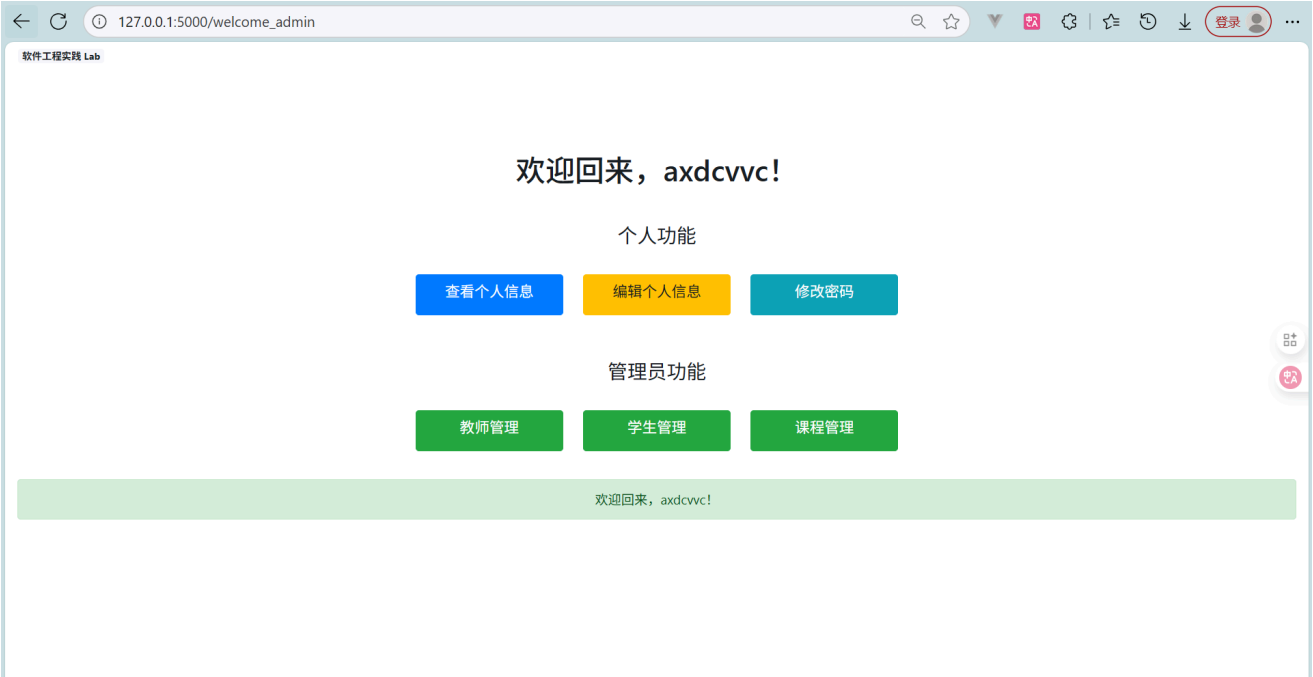 127.0.0.1:5000/welcome_admin
登录
软件工程实践 Lab
欢迎回来，axdcvvc！
个人功能
查看个人信息 编辑个人信息 修改密码
管理员功能
教师管理 学生管理 课程管理
欢迎回来，axdcvvc！